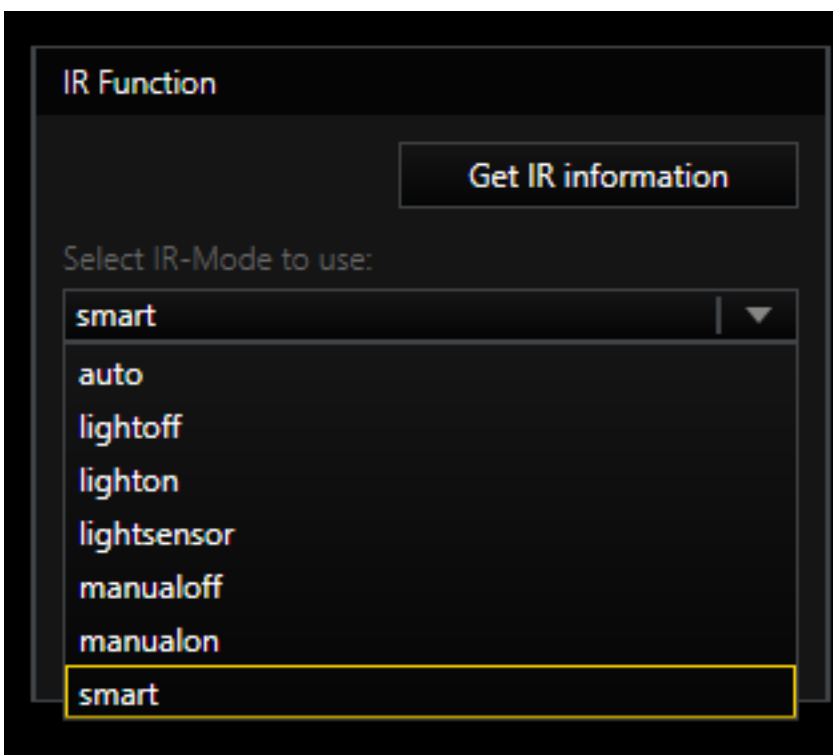 IR Function
Get IR information
Select IR-Mode to use:
smart
auto
lightoff
lighton
lightsensor
manualoff
manualon
smart